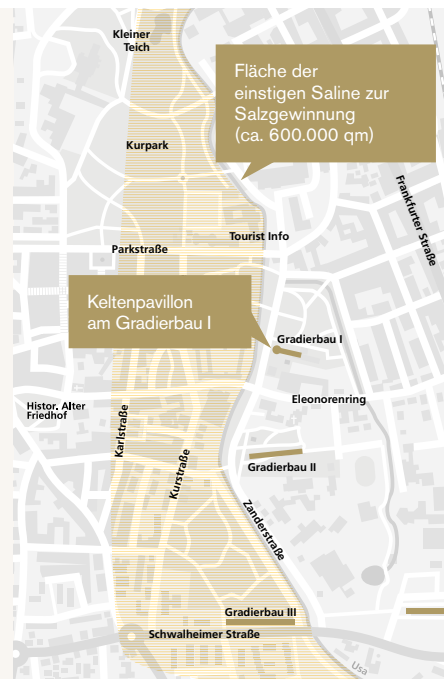 Kleiner
Teich
Fläche der
einstigen Saline zur
Salzgewinnung
(ca. 600.000 qm)
Kurpark
Frankfurter Straße
Tourist Info
Parkstraße
Keltenpavillon
am Gradierbau I
Gradierbau I
Eleonorenring
Histor. Alter
Friedhof
Karlstraße
Kurstraße
Gradierbau II
Zanderstraße
Gradierbau III
Schwalheimer Straße
Usa